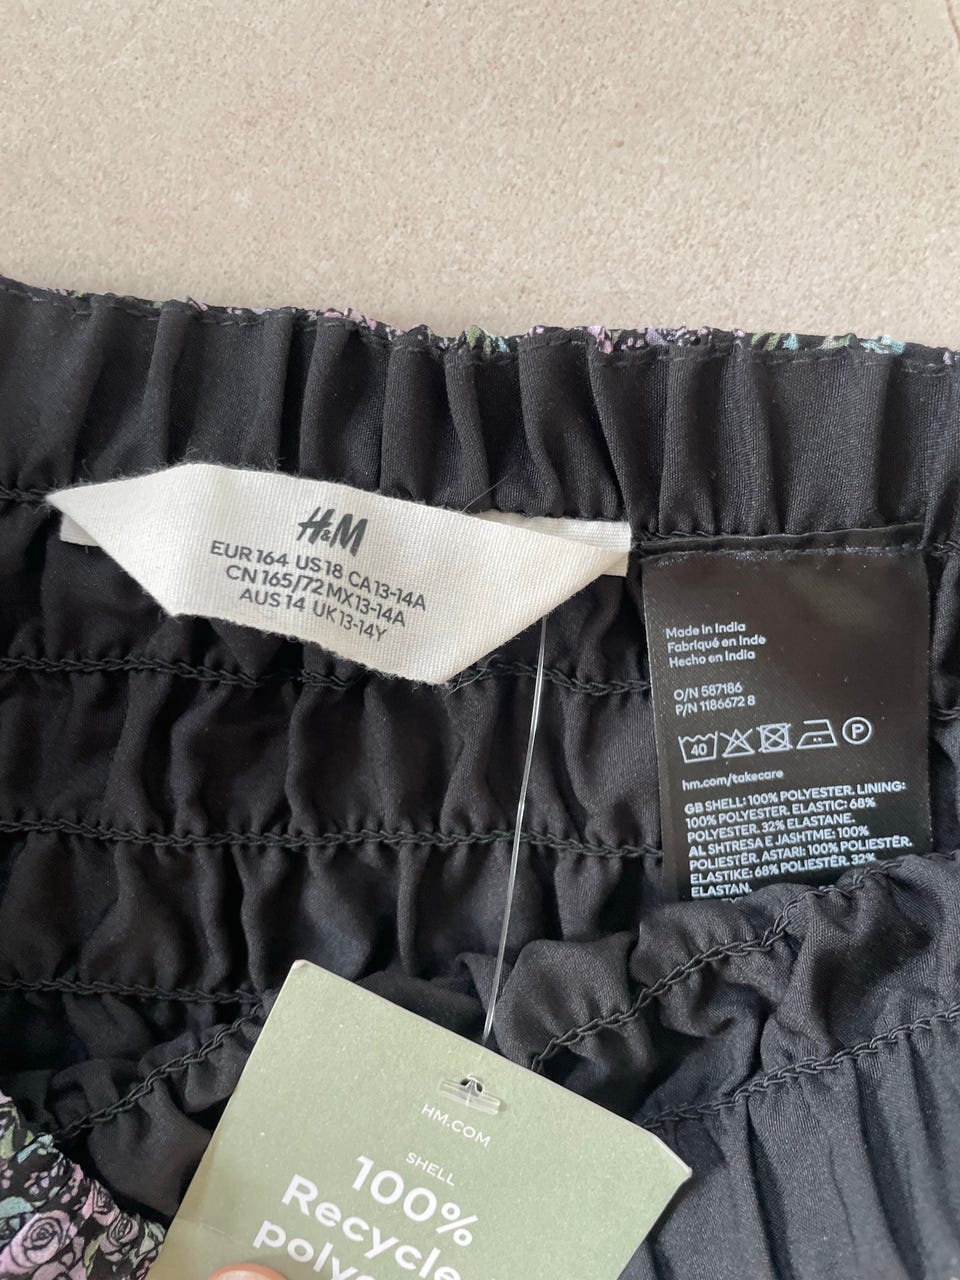 H&M
EUR 164 US 18 CA 13-14A
CN 165/72 MX 13-14A
AUS 14 UK 13-14Y
Made in India
Fabriqué en Inde
Hecho en India
O/N 587186
P/N 1186672 8
40
P
hm.com/takecare
GB SHELL: 100% POLYESTER. LINING:
100% POLYESTER. ELASTIC: 68%
POLYESTER. 32% ELASTANE.
AL SHTRESA E JASHTME: 100%
POLIESTËR. ASTARI: 100% POLIESTËR.
ELASTIKE: 68% POLIESTËR. 32%
ELASTAN.
HM.COM
SHELL
100%
Recycle
polye